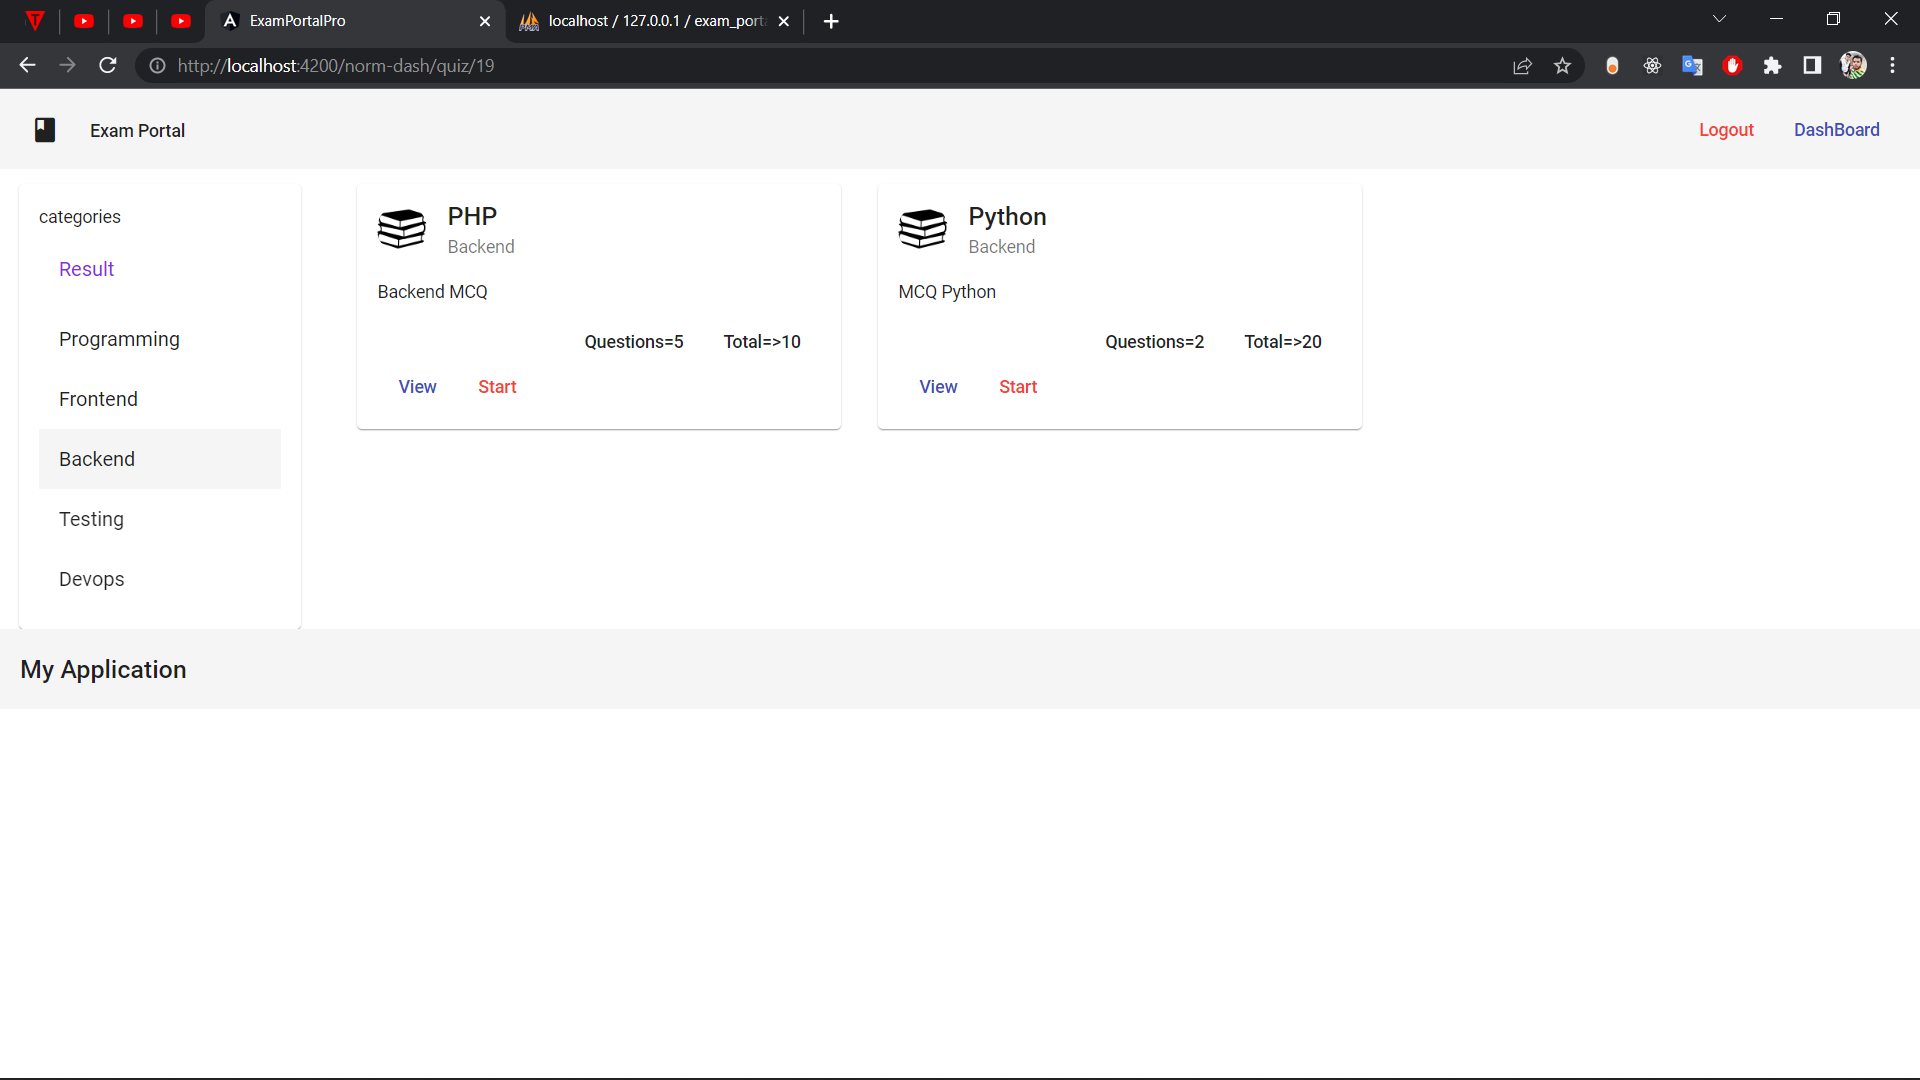 ExamPortalPro
localhost / 127.0.0.1 / exam_port
http://localhost:4200/norm-dash/quiz/19
Exam Portal
Logout
DashBoard
categories
Result
Programming
Frontend
Backend
Testing
Devops
PHP
Backend
Backend MCQ
Questions=5 Total=>10
View Start
Python
Backend
MCQ Python
Questions=2 Total=>20
View Start
My Application